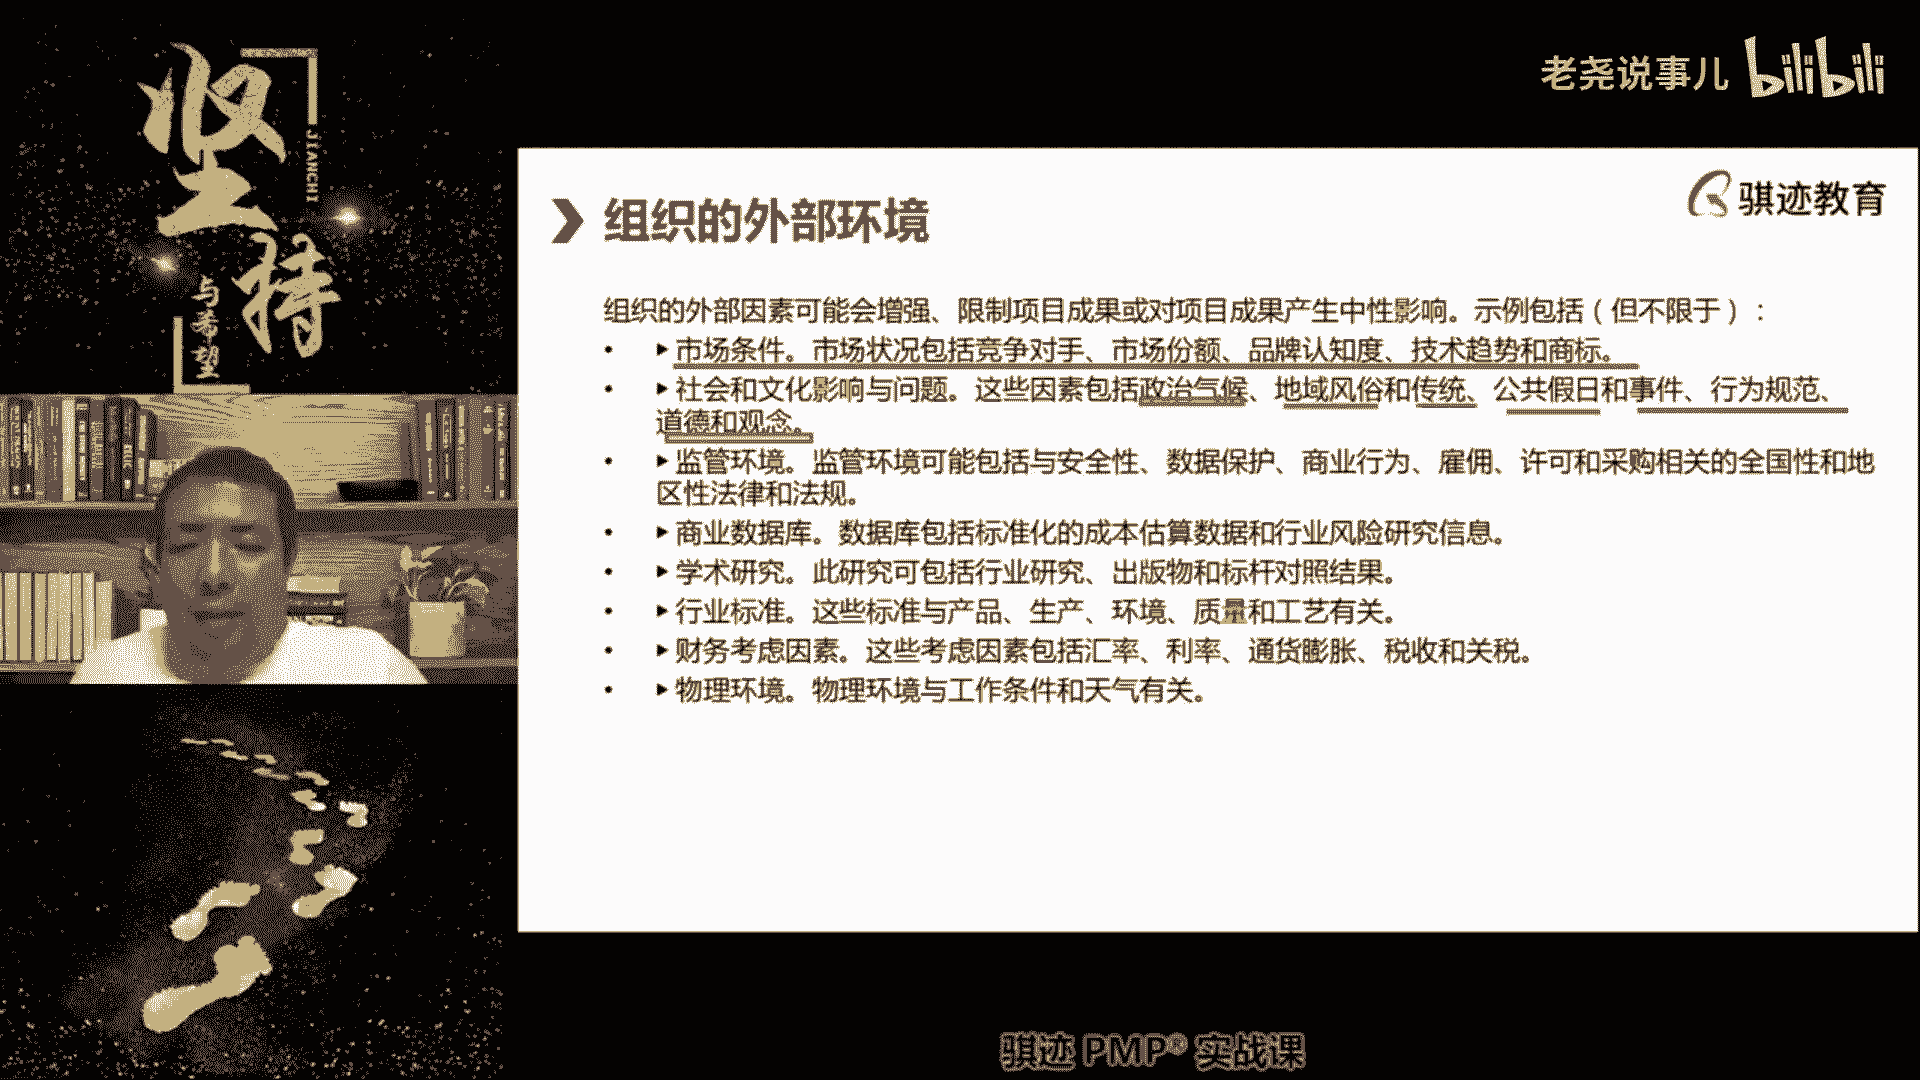 坚持
JIANCHI
与希望
老尧说事儿 bilibili
骐迹教育
组织的外部环境
组织的外部因素可能会增强、限制项目成果或对项目成果产生中性影响。示例包括（但不限于）：
• ▸市场条件。市场状况包括竞争对手、市场份额、品牌认知度、技术趋势和商标。
• ▸社会和文化影响与问题。这些因素包括政治气候、地域风俗和传统、公共假日和事件、行为规范、
道德和观念。
• ▸监管环境。监管环境可能包括与安全性、数据保护、商业行为、雇佣、许可和采购相关的全国性和地
区性法律和法规。
• ▸商业数据库。数据库包括标准化的成本估算数据和行业风险研究信息。
• ▸学术研究。此研究可包括行业研究、出版物和标杆对照结果。
• ▸行业标准。这些标准与产品、生产、环境、质量和工艺有关。
• ▸财务考虑因素。这些考虑因素包括汇率、利率、通货膨胀、税收和关税。
• ▸物理环境。物理环境与工作条件和天气有关。
骐迹 PMP® 实战课